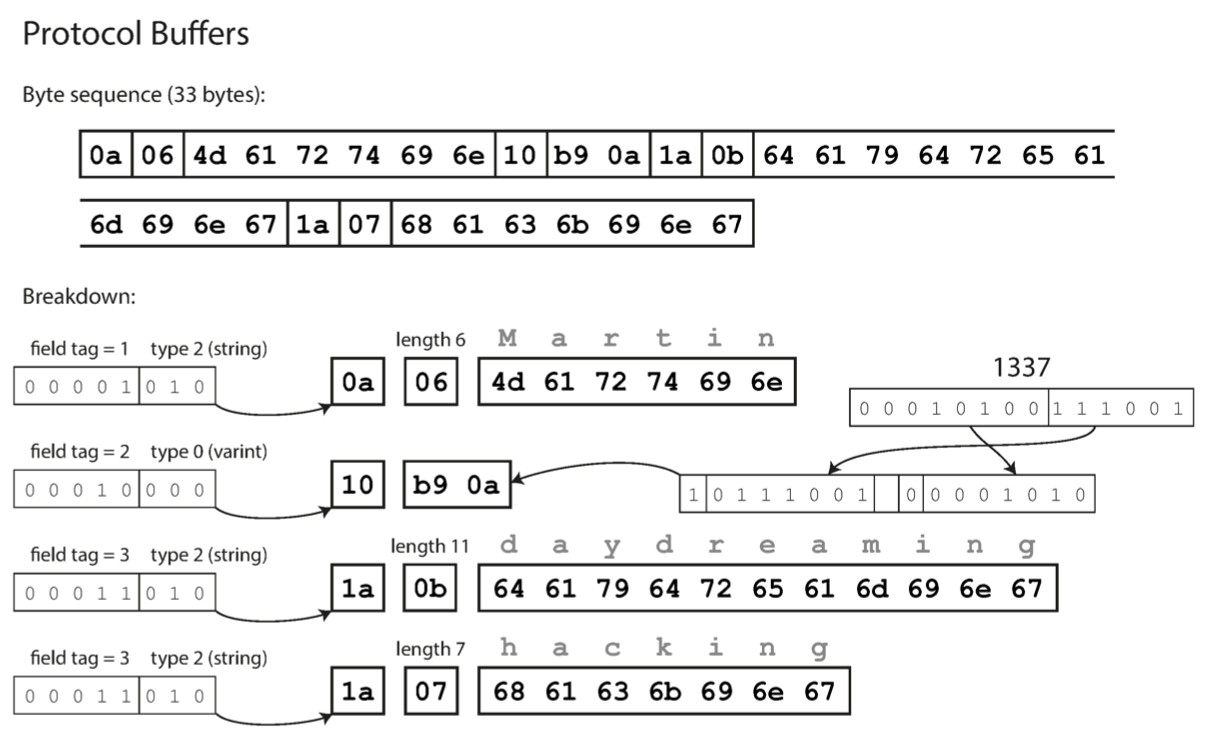 Protocol Buffers
Byte sequence (33 bytes):
0a 06 4d 61 72 74 69 6e 10 b9 0a 1a 0b 64 61 79 64 72 65 61
6d 69 6e 67 1a 07 68 61 63 6b 69 6e 67
Breakdown:
field tag = 1 type 2 (string) length 6 M a r t i n
0 0 0 0 1 0 1 0 0a 06 4d 61 72 74 69 6e
1337
0 0 0 1 0 1 0 0 1 1 1 0 0 1
field tag = 2 type 0 (varint)
0 0 0 1 0 0 0 0 10 b9 0a 1 0 1 1 1 0 0 1 0 0 0 0 1 0 1 0
field tag = 3 type 2 (string) length 11 d a y d r e a m i n g
0 0 0 1 1 0 1 0 1a 0b 64 61 79 64 72 65 61 6d 69 6e 67
field tag = 3 type 2 (string) length 7 h a c k i n g
0 0 0 1 1 0 1 0 1a 07 68 61 63 6b 69 6e 67